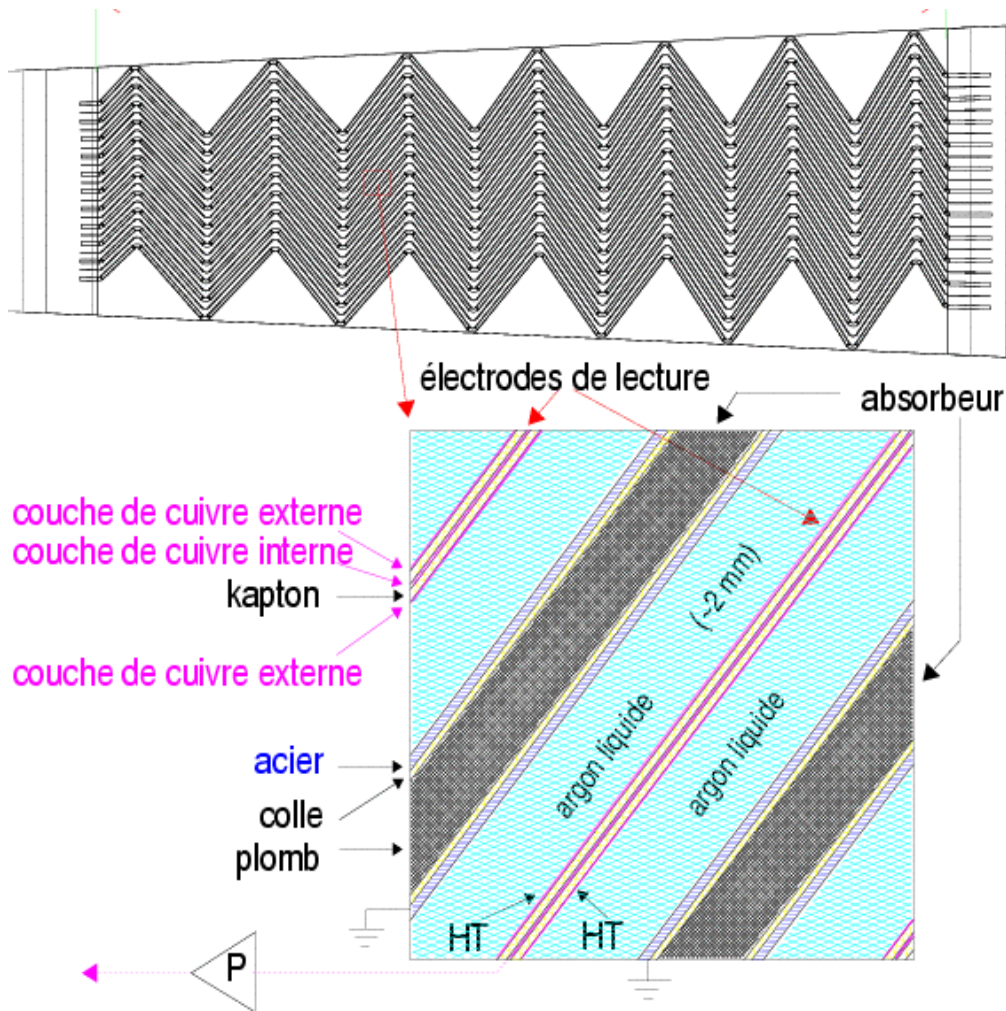 électrodes de lecture
absorbeur
couche de cuivre externe
couche de cuivre interne
kapton
couche de cuivre externe
(~2 mm)
argon liquide
argon liquide
acier
colle
plomb
HT
HT
P